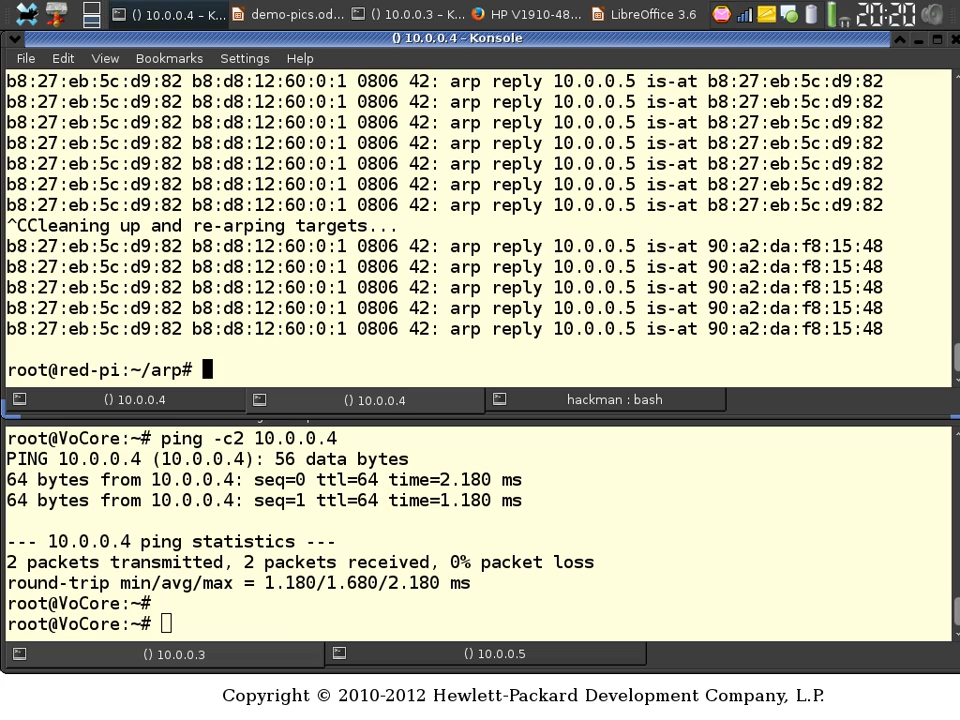 () 10.0.0.4 – K...
demo-pics.od...
() 10.0.0.3 – K...
HP V1910-48...
LibreOffice 3.6
20:20
() 10.0.0.4 – Konsole
File Edit View Bookmarks Settings Help
b8:27:eb:5c:d9:82 b8:d8:12:60:0:1 0806 42: arp reply 10.0.0.5 is-at b8:27:eb:5c:d9:82
b8:27:eb:5c:d9:82 b8:d8:12:60:0:1 0806 42: arp reply 10.0.0.5 is-at b8:27:eb:5c:d9:82
b8:27:eb:5c:d9:82 b8:d8:12:60:0:1 0806 42: arp reply 10.0.0.5 is-at b8:27:eb:5c:d9:82
b8:27:eb:5c:d9:82 b8:d8:12:60:0:1 0806 42: arp reply 10.0.0.5 is-at b8:27:eb:5c:d9:82
b8:27:eb:5c:d9:82 b8:d8:12:60:0:1 0806 42: arp reply 10.0.0.5 is-at b8:27:eb:5c:d9:82
b8:27:eb:5c:d9:82 b8:d8:12:60:0:1 0806 42: arp reply 10.0.0.5 is-at b8:27:eb:5c:d9:82
b8:27:eb:5c:d9:82 b8:d8:12:60:0:1 0806 42: arp reply 10.0.0.5 is-at b8:27:eb:5c:d9:82
^CCleaning up and re-arping targets...
b8:27:eb:5c:d9:82 b8:d8:12:60:0:1 0806 42: arp reply 10.0.0.5 is-at 90:a2:da:f8:15:48
b8:27:eb:5c:d9:82 b8:d8:12:60:0:1 0806 42: arp reply 10.0.0.5 is-at 90:a2:da:f8:15:48
b8:27:eb:5c:d9:82 b8:d8:12:60:0:1 0806 42: arp reply 10.0.0.5 is-at 90:a2:da:f8:15:48
b8:27:eb:5c:d9:82 b8:d8:12:60:0:1 0806 42: arp reply 10.0.0.5 is-at 90:a2:da:f8:15:48
b8:27:eb:5c:d9:82 b8:d8:12:60:0:1 0806 42: arp reply 10.0.0.5 is-at 90:a2:da:f8:15:48
root@red-pi:~/arp#
() 10.0.0.4
() 10.0.0.4
hackman : bash
root@VoCore:~# ping -c2 10.0.0.4
PING 10.0.0.4 (10.0.0.4): 56 data bytes
64 bytes from 10.0.0.4: seq=0 ttl=64 time=2.180 ms
64 bytes from 10.0.0.4: seq=1 ttl=64 time=1.180 ms
--- 10.0.0.4 ping statistics ---
2 packets transmitted, 2 packets received, 0% packet loss
round-trip min/avg/max = 1.180/1.680/2.180 ms
root@VoCore:~#
root@VoCore:~#
() 10.0.0.3
() 10.0.0.5
Copyright © 2010-2012 Hewlett-Packard Development Company, L.P.